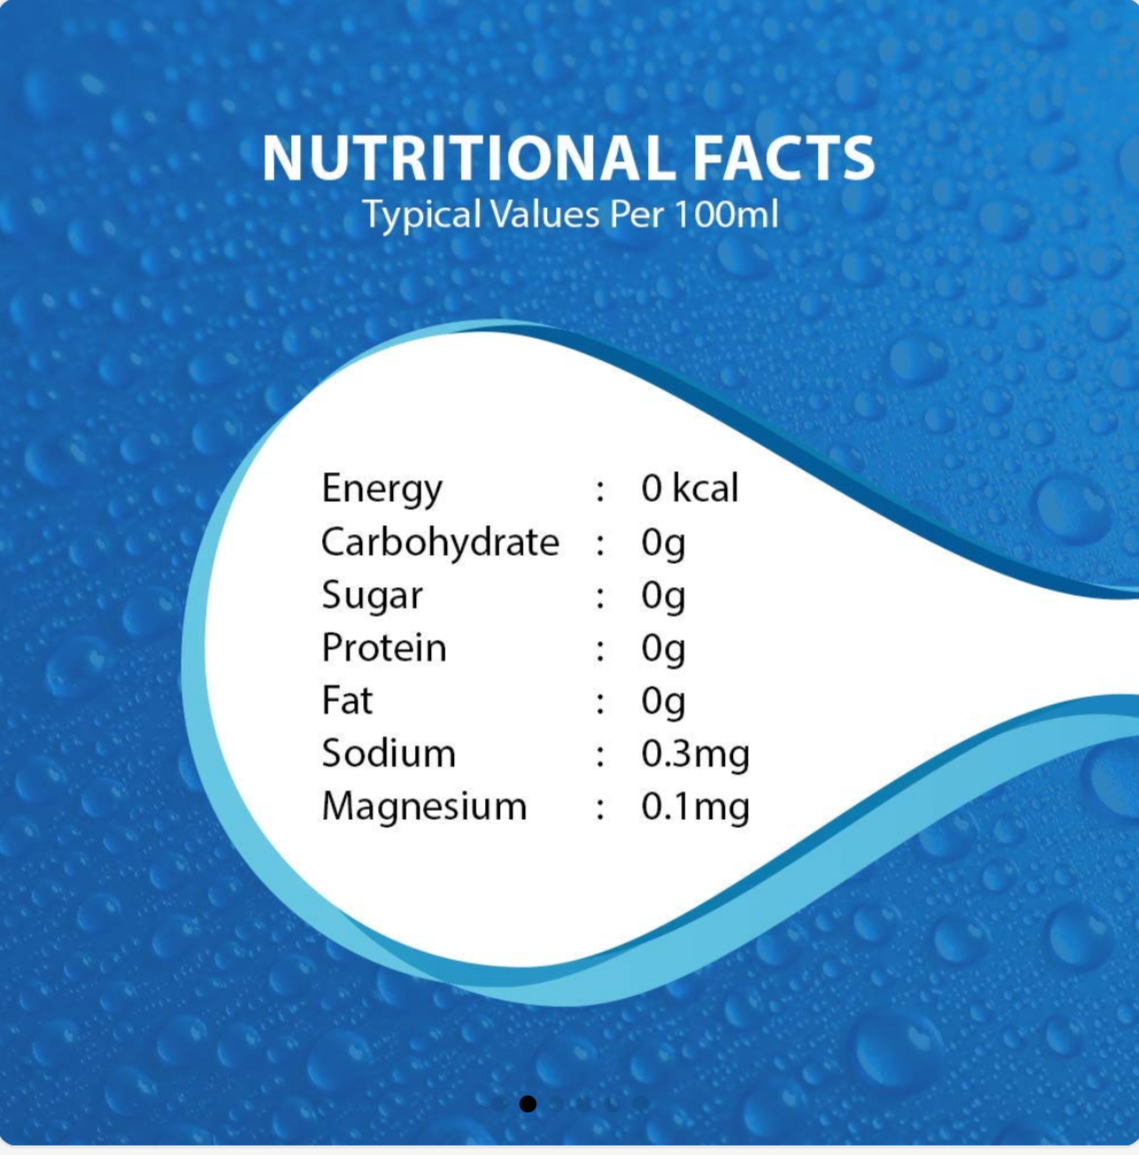 NUTRITIONAL FACTS
Typical Values Per 100ml
Energy : 0 kcal
Carbohydrate : 0g
Sugar : 0g
Protein : 0g
Fat : 0g
Sodium : 0.3mg
Magnesium : 0.1mg